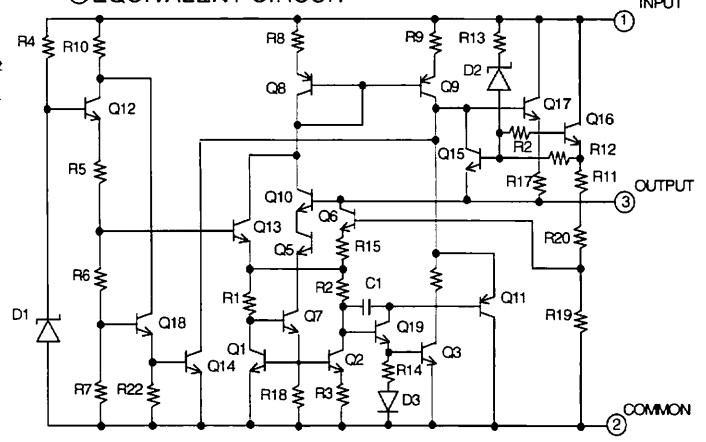 EQUIVALENT CIRCUIT
INPUT
1
R4
R10
R8
R9
R13
D2
Q12
Q8
Q9
Q17
Q16
R2
R12
Q15
R5
R17
R11
OUTPUT
3
Q10
Q6
Q13
Q5
R15
R20
R6
R1
R2
C1
Q11
R19
D1
Q18
Q7
Q19
Q1
Q2
Q3
Q14
R14
R7
R22
R18
R3
D3
COMMON
2